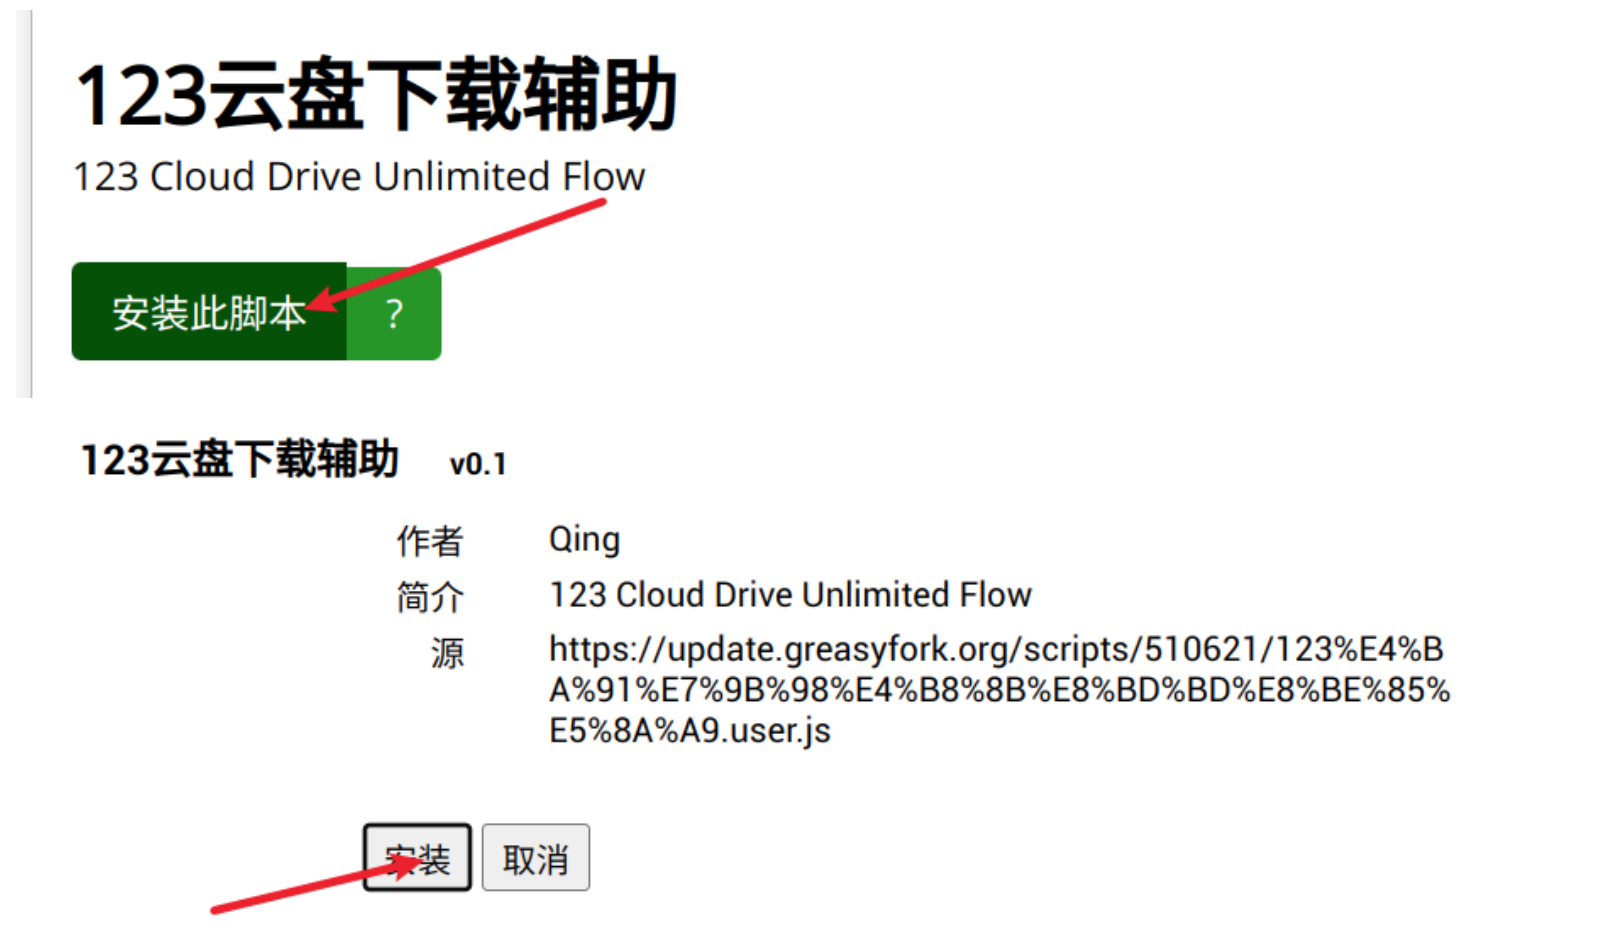 123云盘下载辅助
123 Cloud Drive Unlimited Flow
安装此脚本 ?
123云盘下载辅助 v0.1
作者 Qing
简介 123 Cloud Drive Unlimited Flow
源 https://update.greasyfork.org/scripts/510621/123%E4%B
A%91%E7%9B%98%E4%B8%8B%E8%BD%BD%E8%BE%85%
E5%8A%A9.user.js
安装 取消